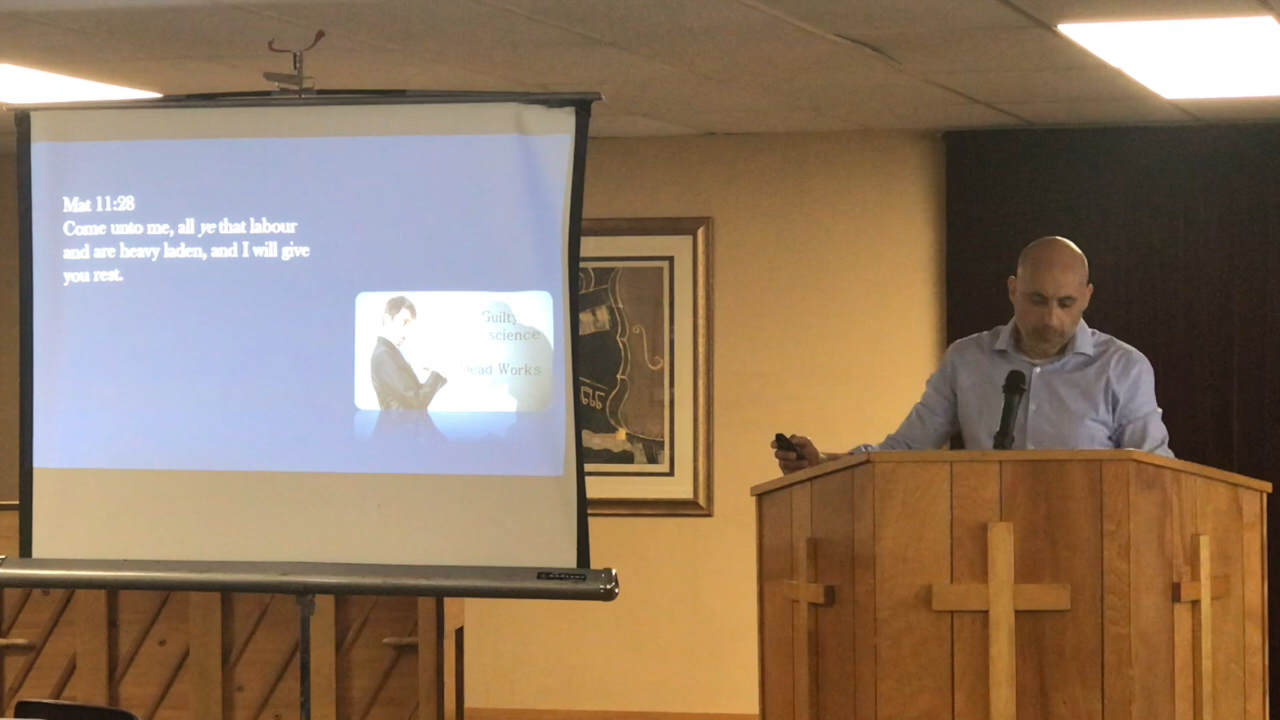 Mat 11:28
Come unto me, all ye that labour
and are heavy laden, and I will give
you rest.
Guilty
science
Dead Works